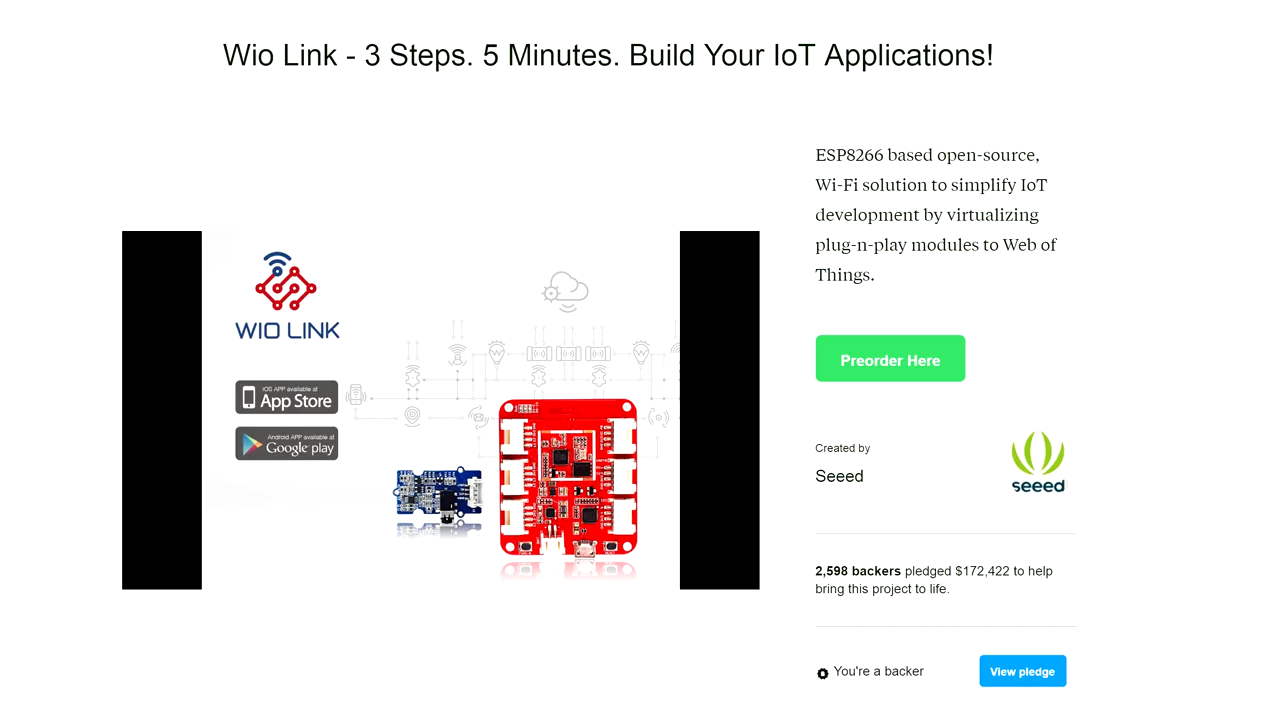 Wio Link - 3 Steps. 5 Minutes. Build Your IoT Applications!
ESP8266 based open-source,
Wi-Fi solution to simplify IoT
development by virtualizing
plug-n-play modules to Web of
Things.
WIO LINK
iOS APP available at
App Store
Android APP available at
Google play
Preorder Here
Created by
Seeed
seeed
2,598 backers pledged $172,422 to help
bring this project to life.
You're a backer
View pledge